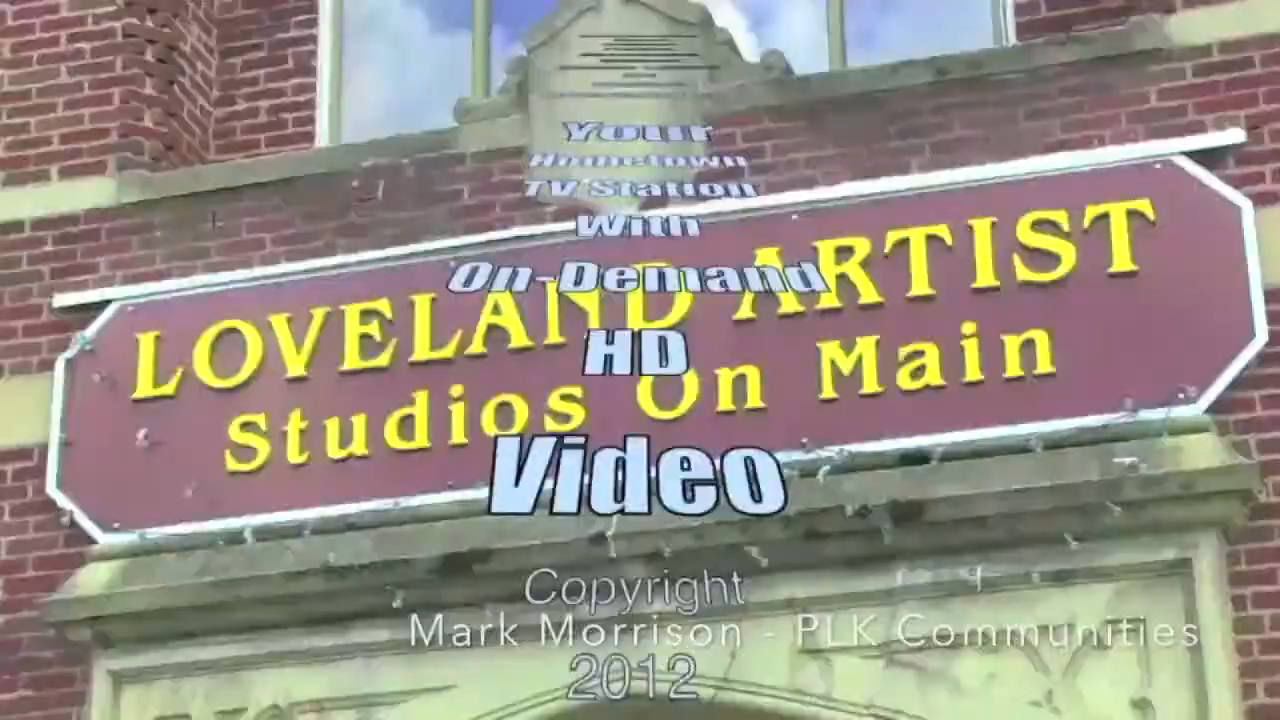 Your
Hometown
TV Station
With
On-Demand
LOVELAND ARTIST
HD
Studios On Main
Video
Copyright
Mark Morrison - PLK Communities
2012